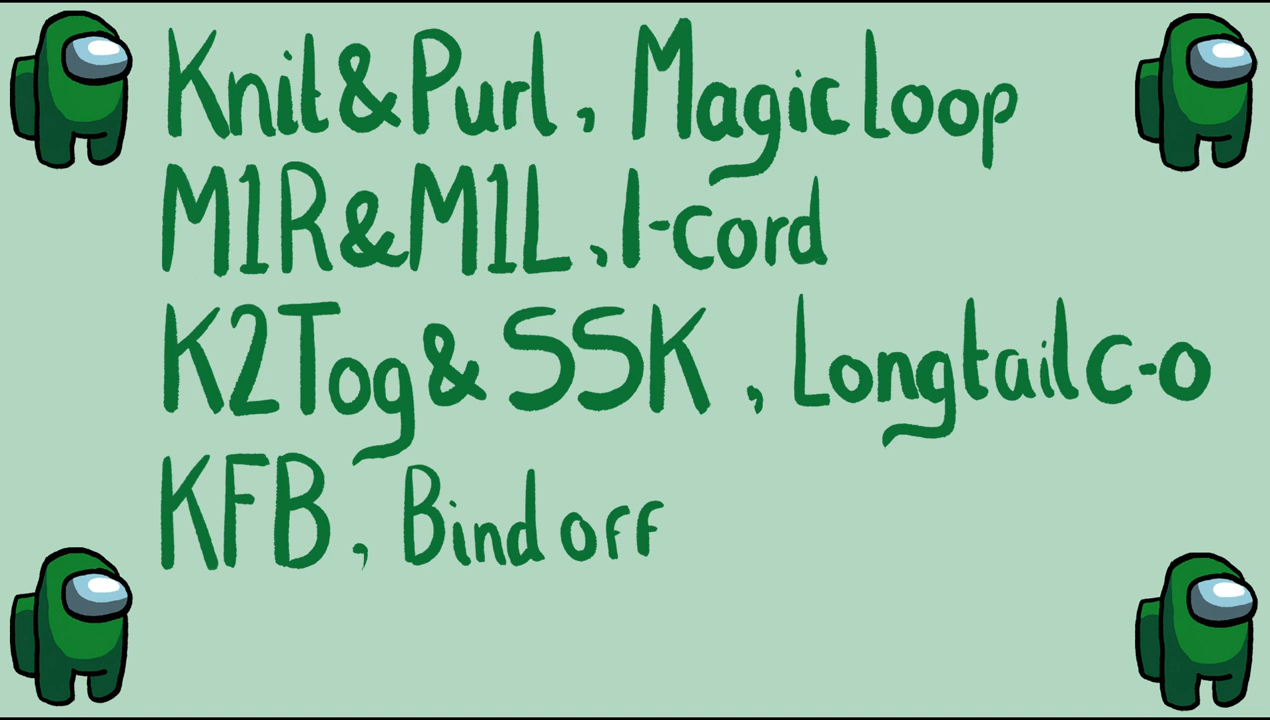 Knit & Purl, Magic loop
M1R & M1L, I-cord
K2Tog & SSK, Longtail C-O
KFB, Bind off